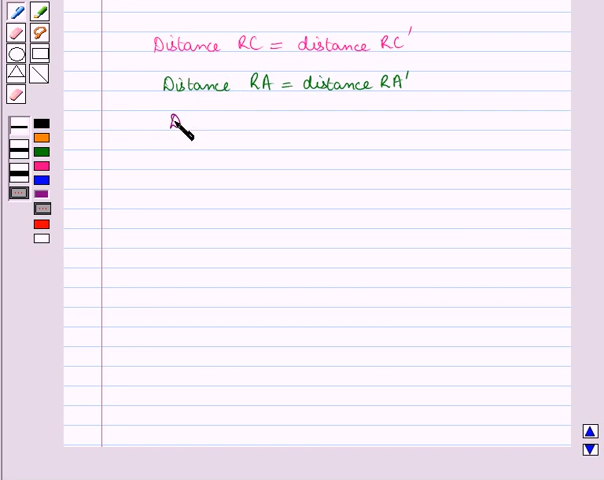 Distance RC = distance RC'
Distance RA = distance RA'
D